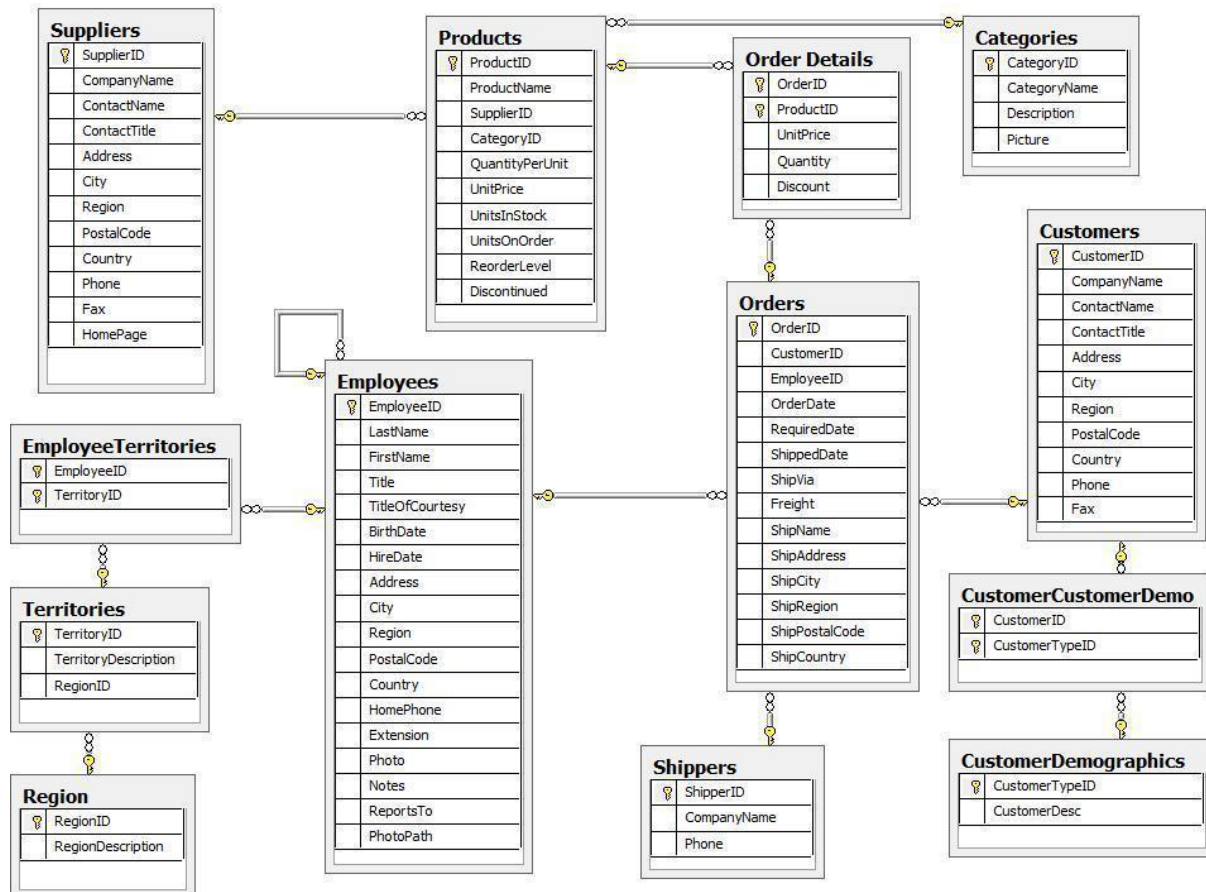 Suppliers
SupplierID
CompanyName
ContactName
ContactTitle
Address
City
Region
PostalCode
Country
Phone
Fax
HomePage
Products
ProductID
ProductName
SupplierID
CategoryID
QuantityPerUnit
UnitPrice
UnitsInStock
UnitsOnOrder
ReorderLevel
Discontinued
Order Details
OrderID
ProductID
UnitPrice
Quantity
Discount
Categories
CategoryID
CategoryName
Description
Picture
Customers
CustomerID
CompanyName
ContactName
ContactTitle
Address
City
Region
PostalCode
Country
Phone
Fax
Orders
OrderID
CustomerID
EmployeeID
OrderDate
RequiredDate
ShippedDate
ShipVia
Freight
ShipName
ShipAddress
ShipCity
ShipRegion
ShipPostalCode
ShipCountry
Employees
EmployeeID
LastName
FirstName
Title
TitleOfCourtesy
BirthDate
HireDate
Address
City
Region
PostalCode
Country
HomePhone
Extension
Photo
Notes
ReportsTo
PhotoPath
EmployeeTerritories
EmployeeID
TerritoryID
Territories
TerritoryID
TerritoryDescription
RegionID
Region
RegionID
RegionDescription
Shippers
ShipperID
CompanyName
Phone
CustomerCustomerDemo
CustomerID
CustomerTypeID
CustomerDemographics
CustomerTypeID
CustomerDesc